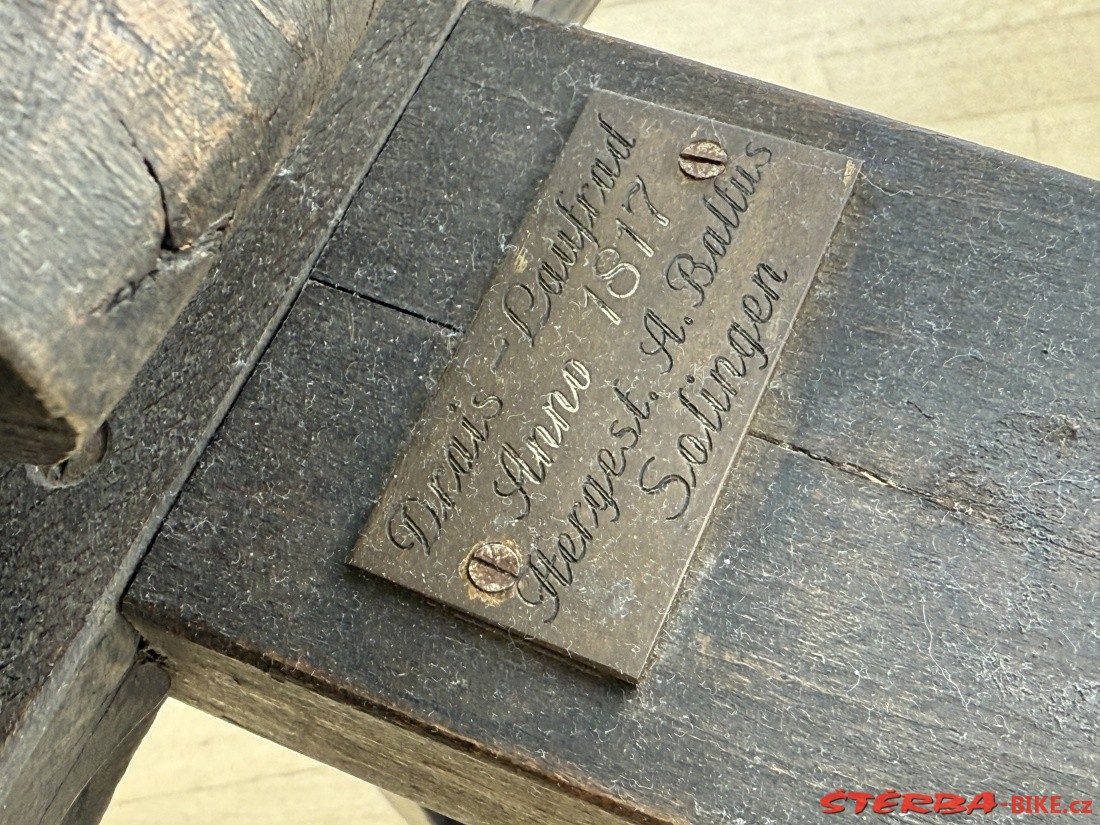 Drais-Laufrad
Anno 1817
Hergest. A. Baltus
Solingen
ŠTĚRBA-BIKE.cz